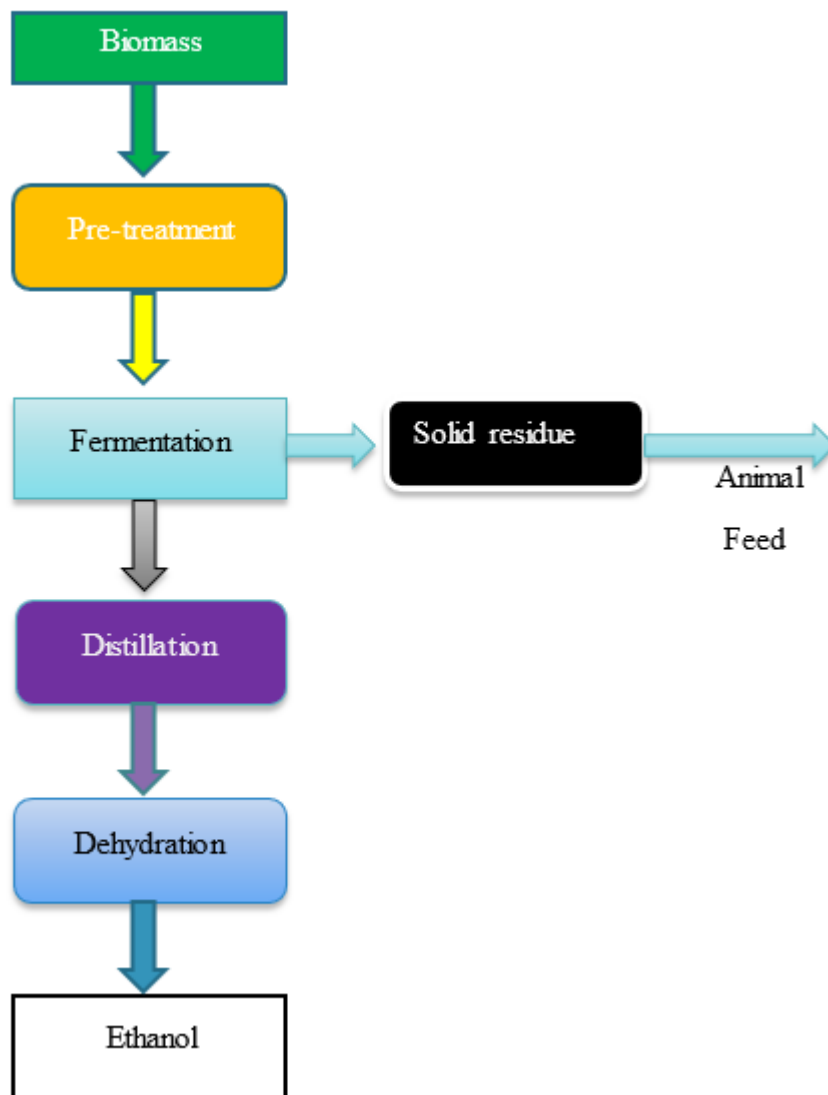 Biomass
Pre-treatment
Fermentation
Solid residue
Animal
Feed
Distillation
Dehydration
Ethanol